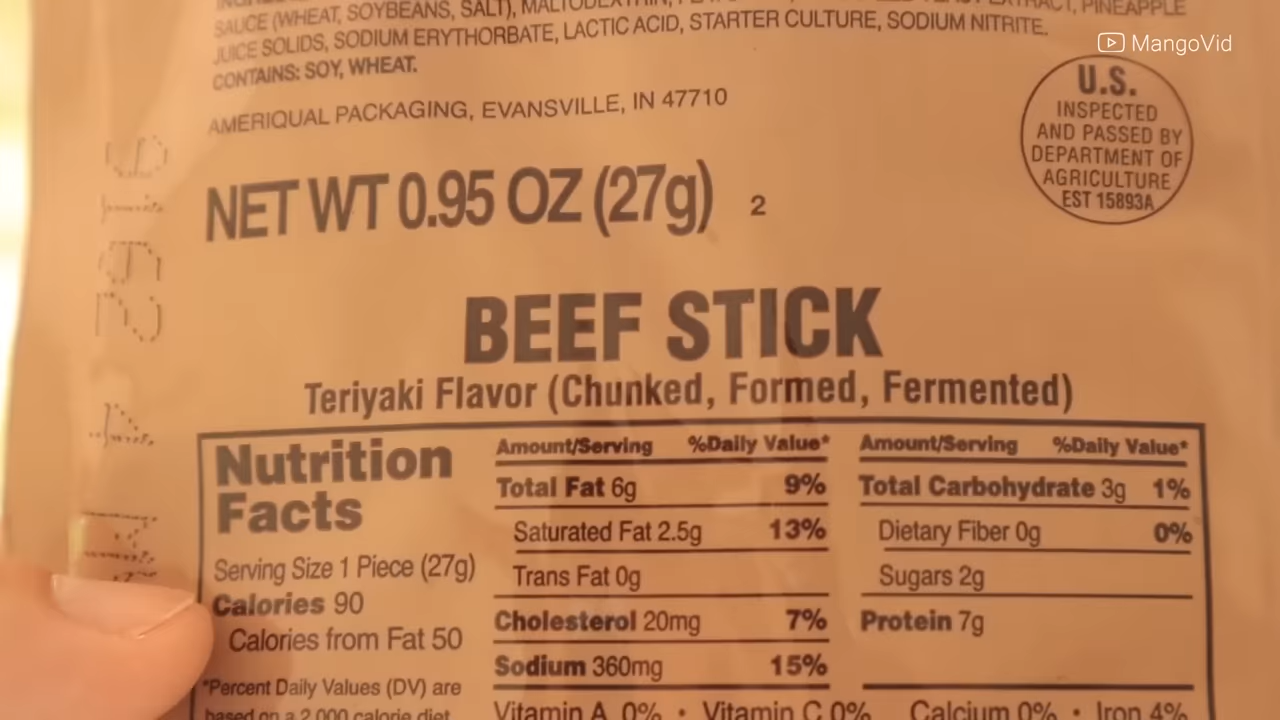 SAUCE (WHEAT, SOYBEANS, SALT), PINEAPPLE
JUICE SOLIDS, SODIUM ERYTHORBATE, LACTIC ACID, STARTER CULTURE, SODIUM NITRITE.
CONTAINS: SOY, WHEAT.
AMERIQUAL PACKAGING, EVANSVILLE, IN 47710
MangoVid
U.S.
INSPECTED
AND PASSED BY
DEPARTMENT OF
AGRICULTURE
EST 15893A
NET WT 0.95 OZ (27g) 2
BEEF STICK
Teriyaki Flavor (Chunked, Formed, Fermented)
Nutrition
Facts
Serving Size 1 Piece (27g)
Calories 90
Calories from Fat 50
*Percent Daily Values (DV) are
based on a 2,000 calorie diet
Amount/Serving %Daily Value*
Total Fat 6g 9%
Saturated Fat 2.5g 13%
Trans Fat 0g
Cholesterol 20mg 7%
Sodium 360mg 15%
Amount/Serving %Daily Value*
Total Carbohydrate 3g 1%
Dietary Fiber 0g 0%
Sugars 2g
Protein 7g
Vitamin A 0% • Vitamin C 0% Calcium 0% • Iron 4%